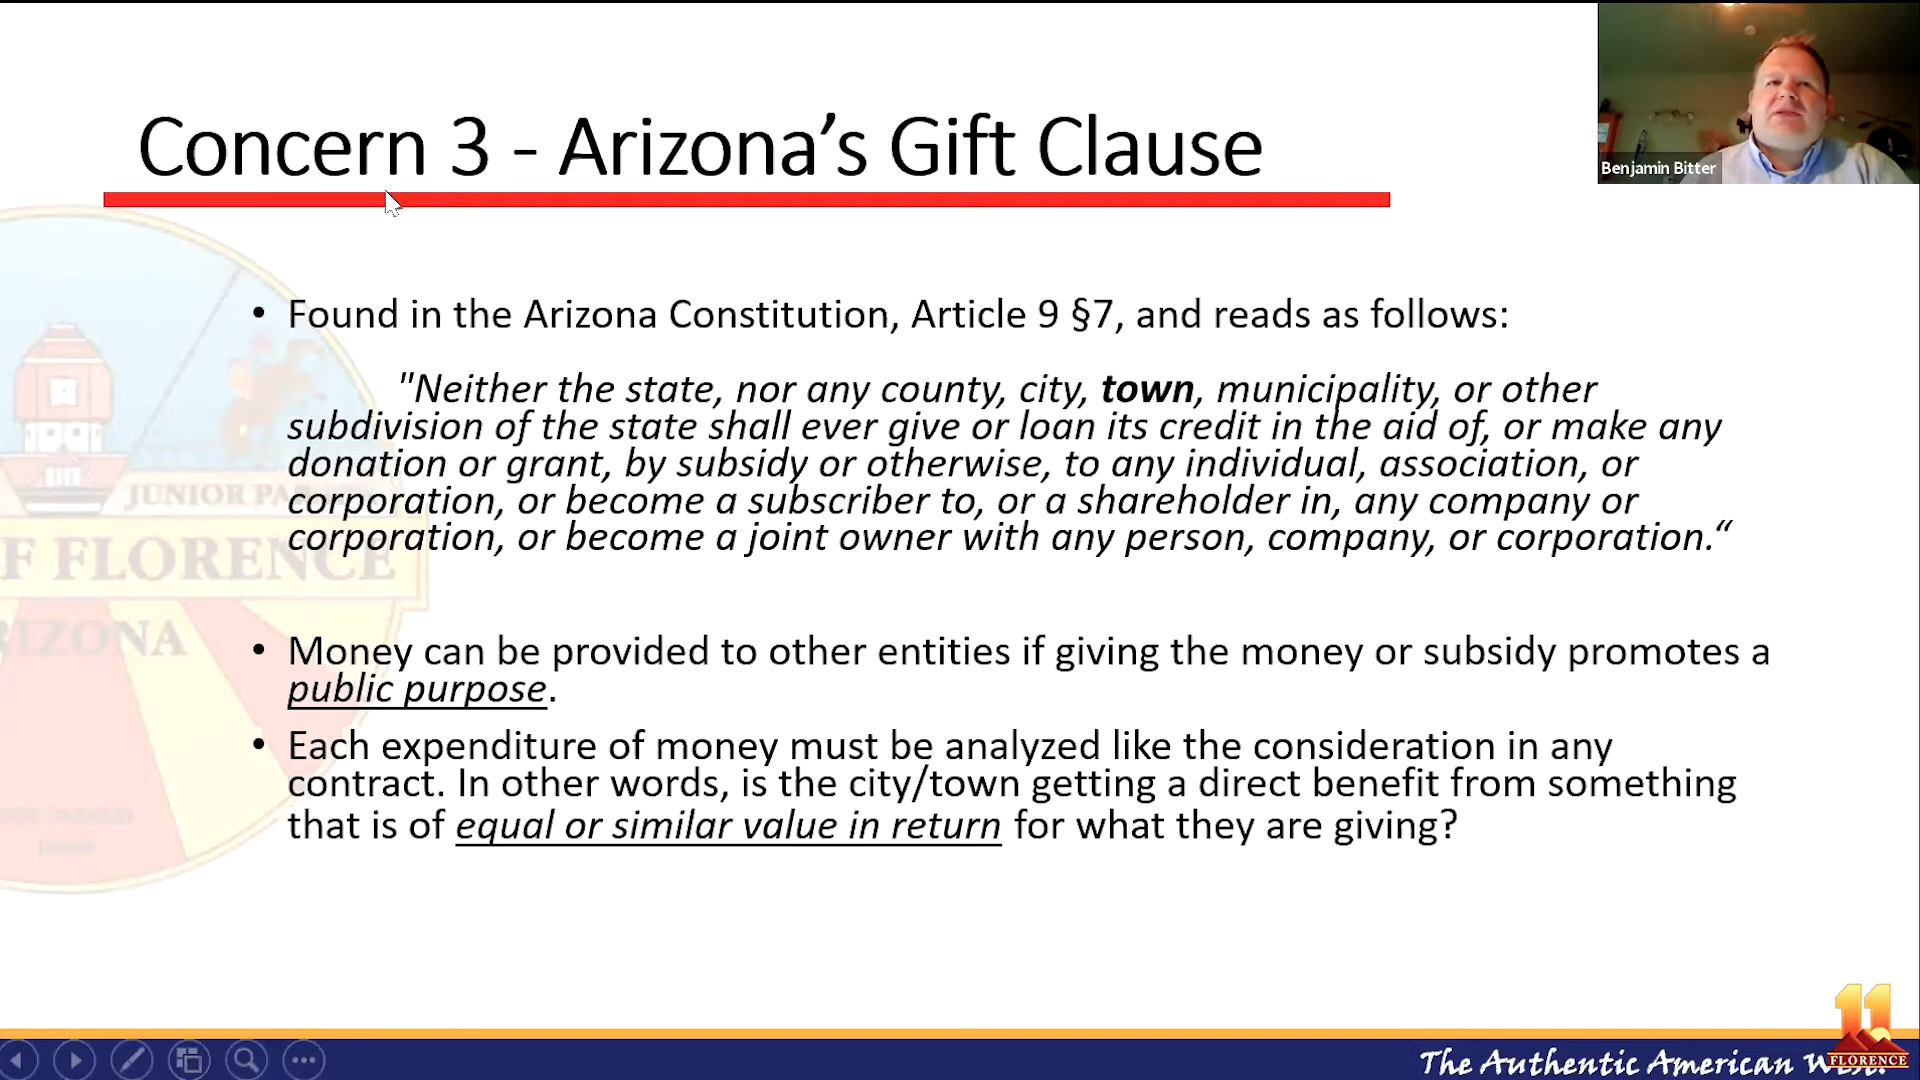 Concern 3 - Arizona’s Gift Clause
Benjamin Bitter
• Found in the Arizona Constitution, Article 9 §7, and reads as follows:
"Neither the state, nor any county, city, town, municipality, or other
subdivision of the state shall ever give or loan its credit in the aid of, or make any
donation or grant, by subsidy or otherwise, to any individual, association, or
corporation, or become a subscriber to, or a shareholder in, any company or
corporation, or become a joint owner with any person, company, or corporation.“
• Money can be provided to other entities if giving the money or subsidy promotes a
public purpose.
• Each expenditure of money must be analyzed like the consideration in any
contract. In other words, is the city/town getting a direct benefit from something
that is of equal or similar value in return for what they are giving?
JUNIOR
F FLORENCE
RIZONA
11
FLORENCE
The Authentic American